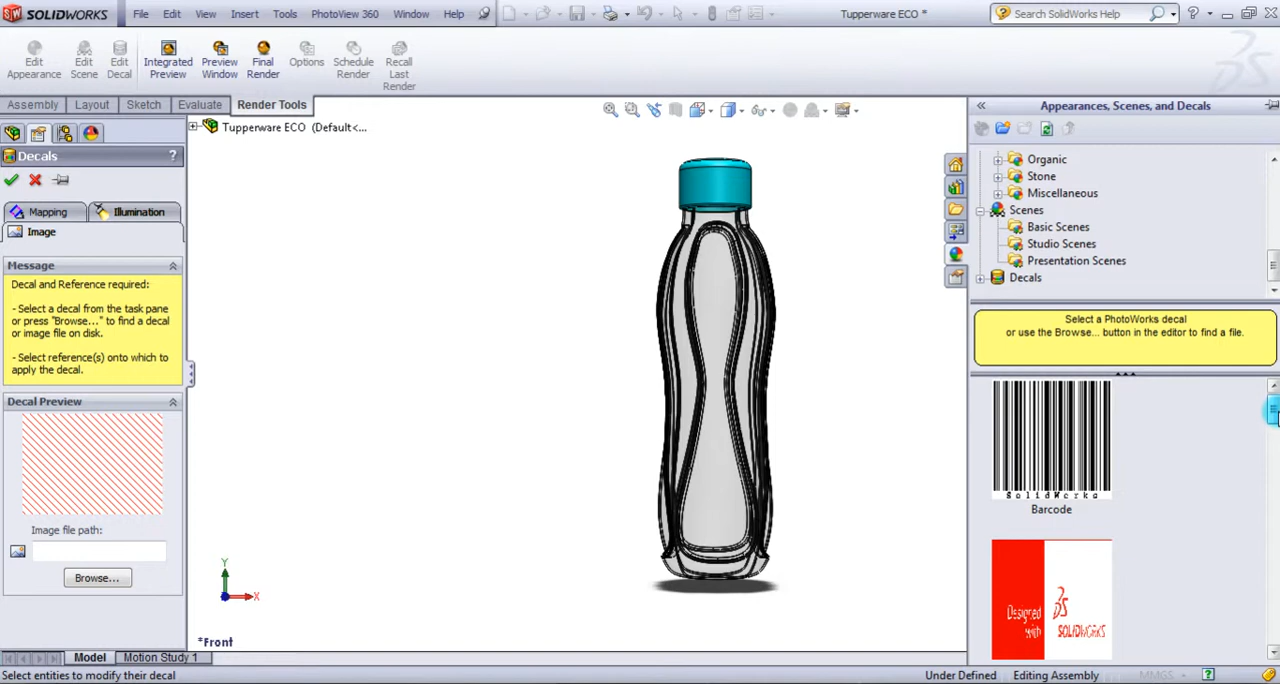 SOLIDWORKS File Edit View Insert Tools PhotoView 360 Window Help Tupperware ECO * Search SolidWorks Help
Edit Appearance
Edit Scene
Edit Decal
Integrated Preview
Preview Window
Final Render
Options
Schedule Render
Recall Last Render
Assembly Layout Sketch Evaluate Render Tools
Appearances, Scenes, and Decals
Tupperware ECO (Default<...
Decals ?
Mapping Illumination
Image
Message
Decal and Reference required:
- Select a decal from the task pane
or press "Browse..." to find a decal
or image file on disk.
- Select reference(s) onto which to
apply the decal.
Decal Preview
Image file path:
Browse...
Organic
Stone
Miscellaneous
Scenes
Basic Scenes
Studio Scenes
Presentation Scenes
Decals
Select a PhotoWorks decal
or use the Browse... button in the editor to find a file.
SolidWorks
Barcode
Designed
with
SOLIDWORKS
Y
X
*Front
Model Motion Study 1
Select entities to modify their decal Under Defined Editing Assembly MMGS